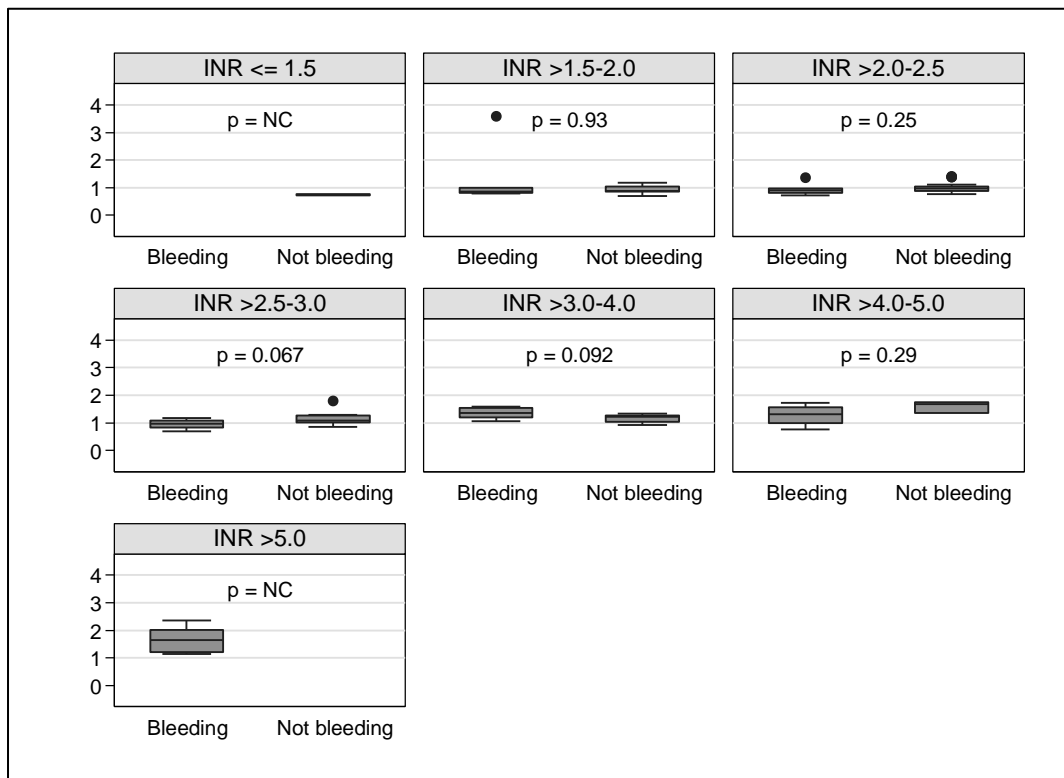 INR <= 1.5
INR >1.5-2.0
INR >2.0-2.5
4
3
2
1
0
p = NC
p = 0.93
p = 0.25
Bleeding Not bleeding
Bleeding Not bleeding
Bleeding Not bleeding
INR >2.5-3.0
INR >3.0-4.0
INR >4.0-5.0
4
3
2
1
0
p = 0.067
p = 0.092
p = 0.29
Bleeding Not bleeding
Bleeding Not bleeding
Bleeding Not bleeding
INR >5.0
4
3
2
1
0
p = NC
Bleeding Not bleeding